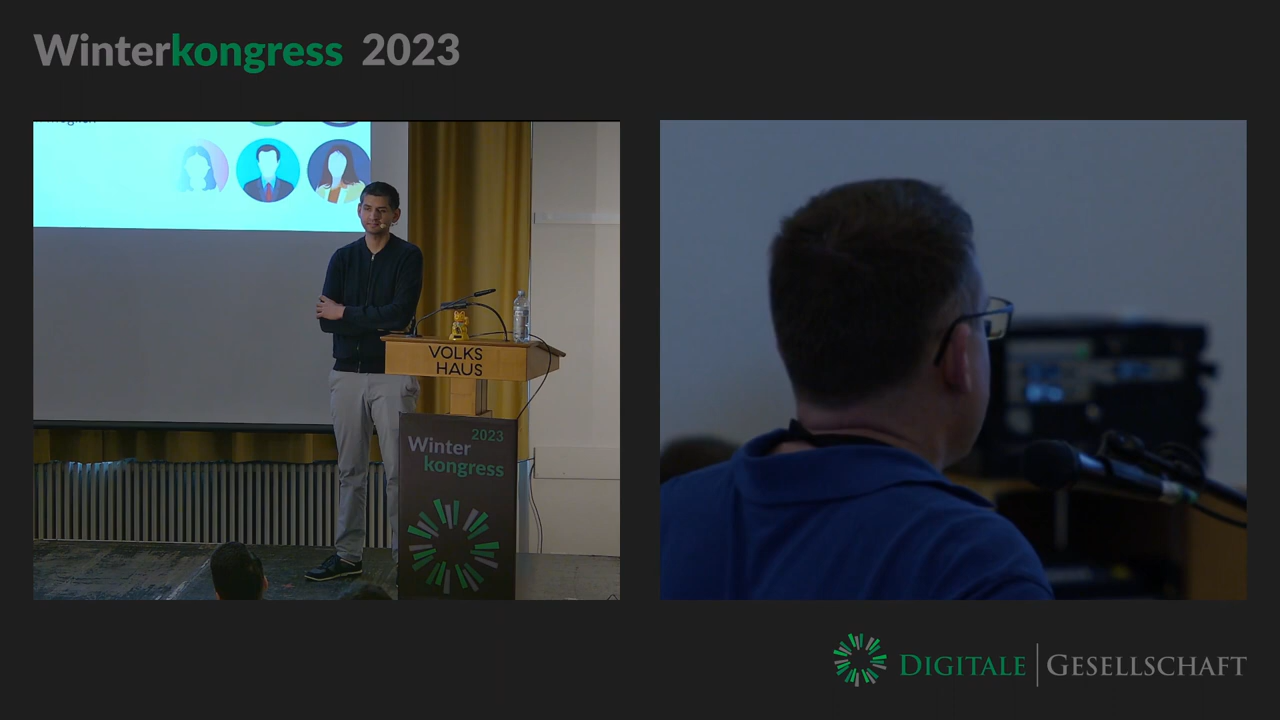 Winterkongress 2023
VOLKS
HAUS
2023
Winter
kongress
DIGITALE | GESELLSCHAFT